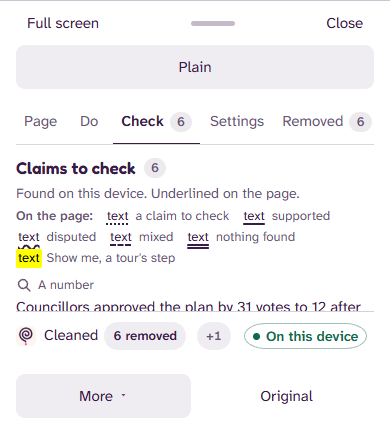 Full screen Close
Plain
Page Do Check 6 Settings Removed 6
Claims to check 6
Found on this device. Underlined on the page.
On the page: text a claim to check text supported
text disputed text mixed text nothing found
text Show me, a tour's step
A number
Councillors approved the plan by 31 votes to 12 after
Cleaned 6 removed +1 On this device
More Original